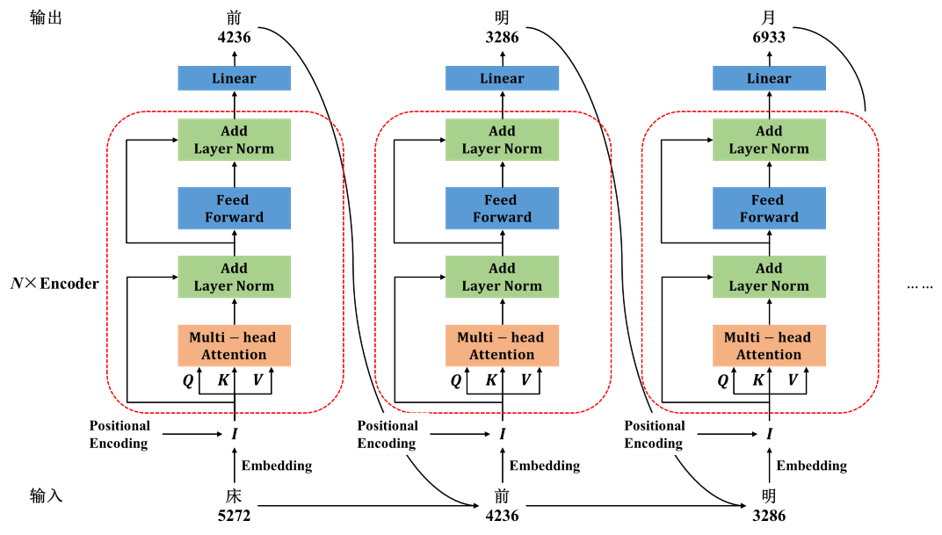 输出
前
4236
明
3286
月
6933
Linear
Linear
Linear
Add
Layer Norm
Add
Layer Norm
Add
Layer Norm
Feed
Forward
Feed
Forward
Feed
Forward
N×Encoder
Add
Layer Norm
Add
Layer Norm
Add
Layer Norm
……
Multi − head
Attention
Multi − head
Attention
Multi − head
Attention
Q K V
Q K V
Q K V
Positional
Encoding
I
Positional
Encoding
I
Positional
Encoding
I
Embedding
Embedding
Embedding
输入
床
5272
前
4236
明
3286